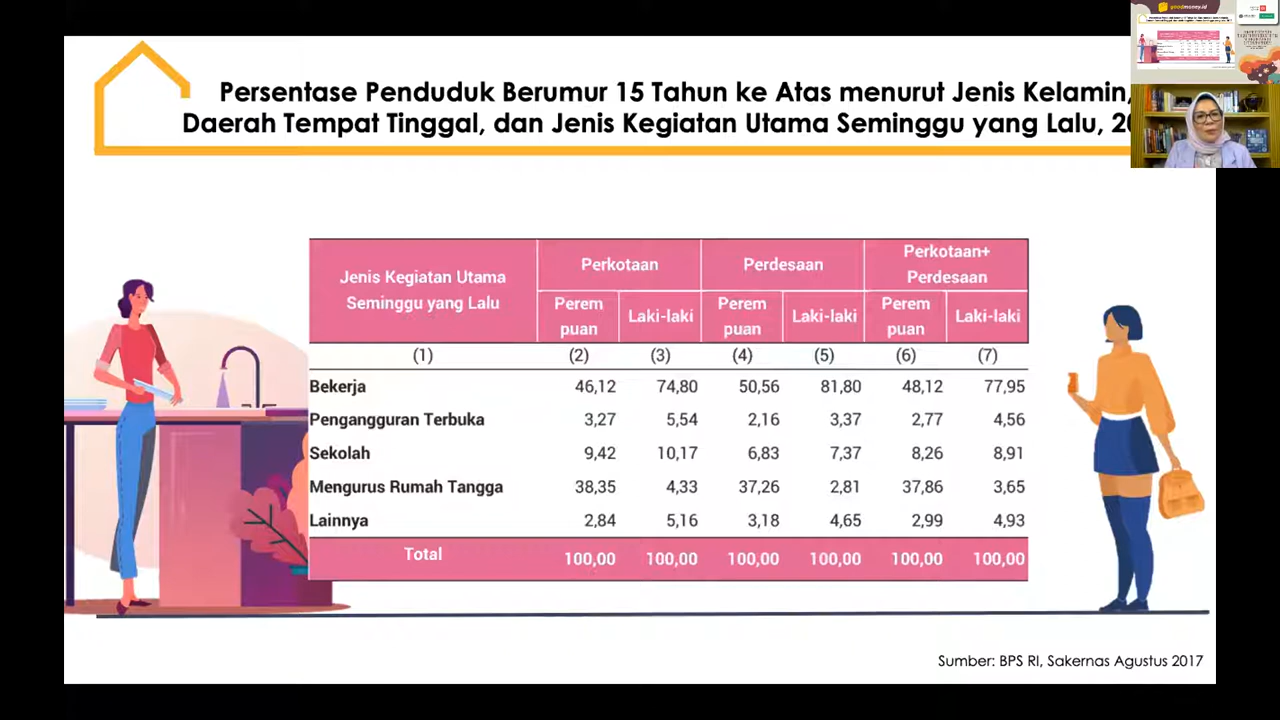 goodmoney.id
Persentase Penduduk Berumur 15 Tahun ke Atas menurut Jenis Kelamin,
Daerah Tempat Tinggal, dan Jenis Kegiatan Utama Seminggu yang Lalu,
Jenis Kegiatan Utama Seminggu yang Lalu Perkotaan Perdesaan Perkotaan+ Perdesaan
Perem puan Laki-laki Perem puan Laki-laki Perem puan Laki-laki
(1) (2) (3) (4) (5) (6) (7)
Bekerja 46,12 74,80 50,56 81,80 48,12 77,95
Pengangguran Terbuka 3,27 5,54 2,16 3,37 2,77 4,56
Sekolah 9,42 10,17 6,83 7,37 8,26 8,91
Mengurus Rumah Tangga 38,35 4,33 37,26 2,81 37,86 3,65
Lainnya 2,84 5,16 3,18 4,65 2,99 4,93
Total 100,00 100,00 100,00 100,00 100,00 100,00
Sumber: BPS RI, Sakernas Agustus 2017